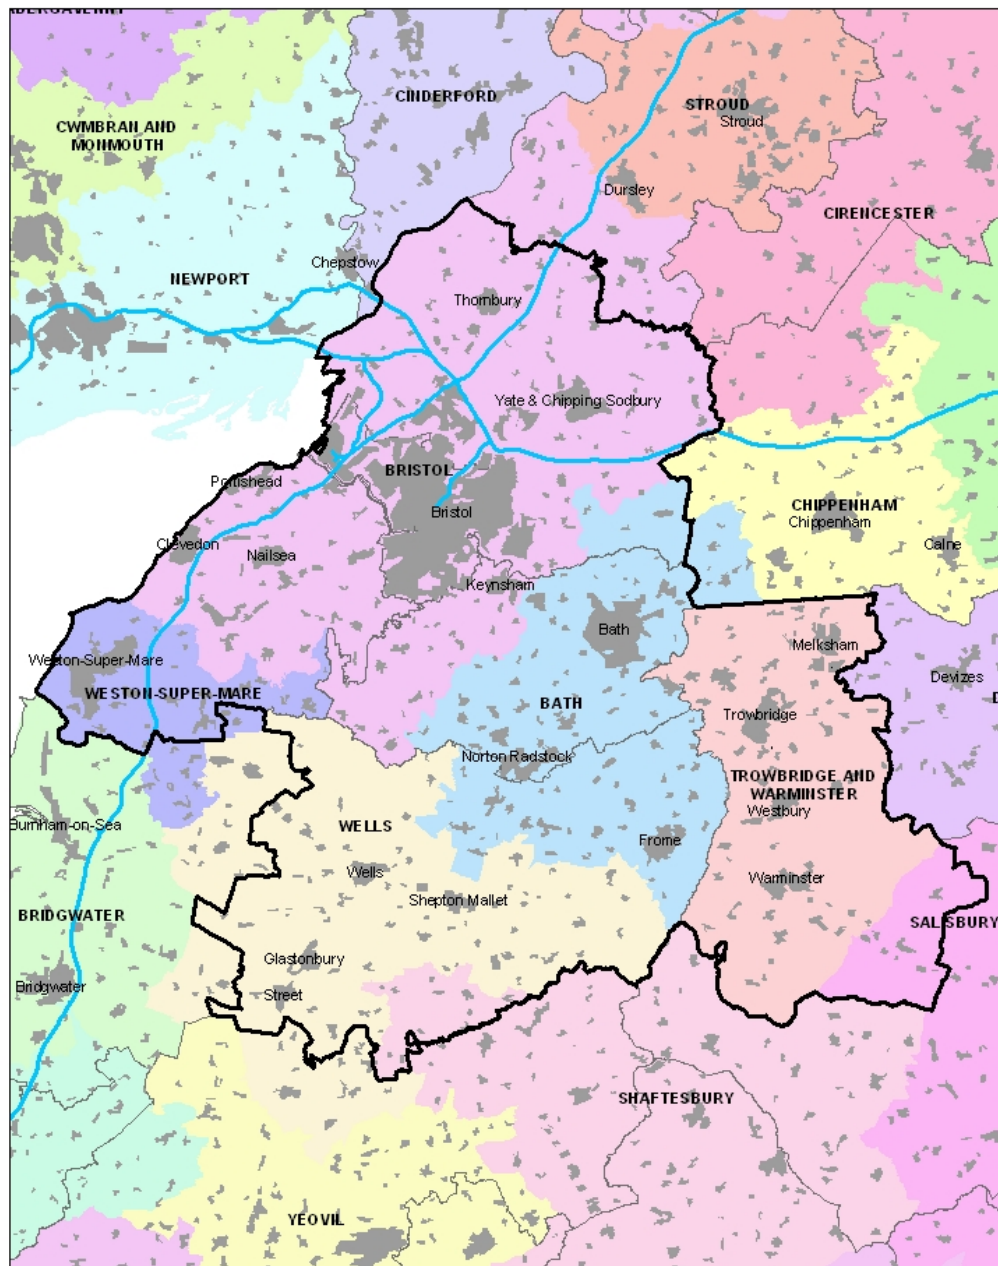 CINDERFORD
STROUD
Stroud
CWMBRAN AND
MONMOUTH
Dursley
CIRENCESTER
Chepstow
NEWPORT
Thornbury
Yate & Chipping Sodbury
BRISTOL
Portishead
Bristol
CHIPPENHAM
Chippenham
Clevedon
Nailsea
Calne
Keynsham
Bath
Melksham
Weston-Super-Mare
WESTON-SUPER-MARE
Devizes
BATH
Trowbridge
Norton Radstock
TROWBRIDGE AND
WARMINSTER
Westbury
Burnham-on-Sea
WELLS
Frome
Wells
Warminster
Shepton Mallet
BRIDGWATER
SALISBURY
Glastonbury
Bridgwater
Street
SHAFTESBURY
YEOVIL